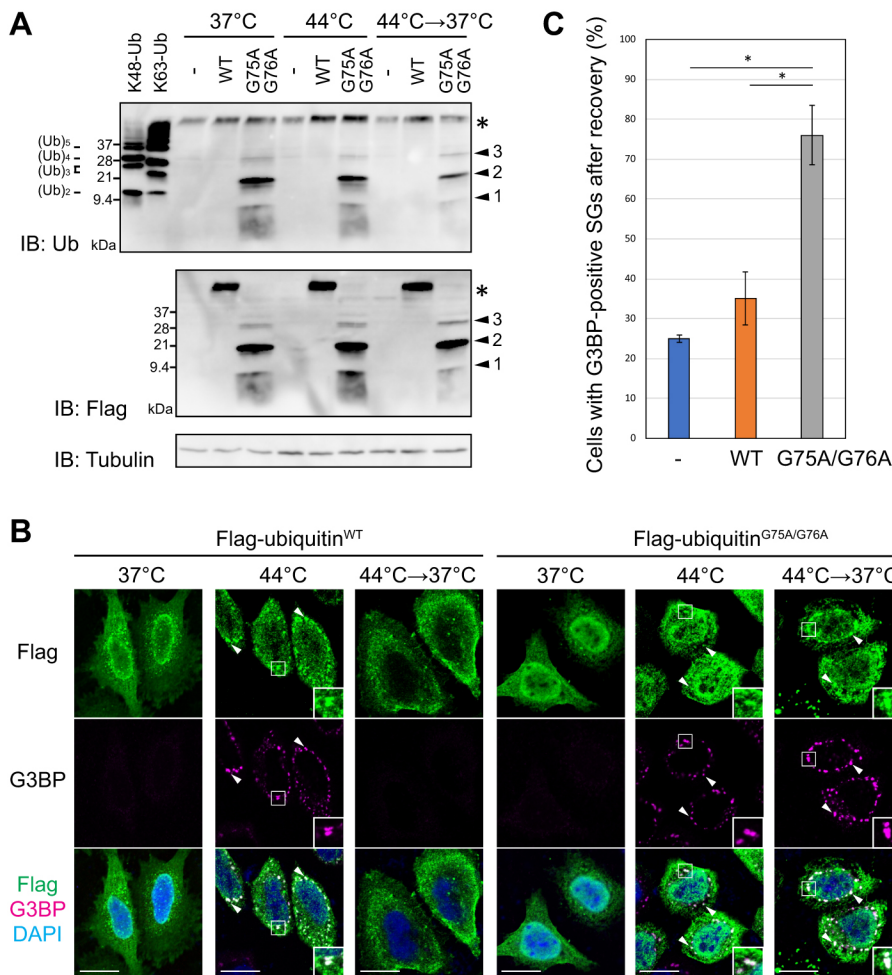 A
37°C 44°C 44°C→37°C
K48-Ub K63-Ub - WT G75A G76A - WT G75A G76A - WT G75A G76A
*
(Ub)5
37
3
(Ub)4
28
(Ub)3
2
21
(Ub)2
1
9.4
IB: Ub kDa
*
37
3
28
2
21
1
9.4
IB: Flag kDa
IB: Tubulin
C
Cells with G3BP-positive SGs after recovery (%)
100
90
80
70
60
50
40
30
20
10
0
*
*
- WT G75A/G76A
B
Flag-ubiquitinWT Flag-ubiquitinG75A/G76A
37°C 44°C 44°C→37°C 37°C 44°C 44°C→37°C
Flag
G3BP
Flag
G3BP
DAPI